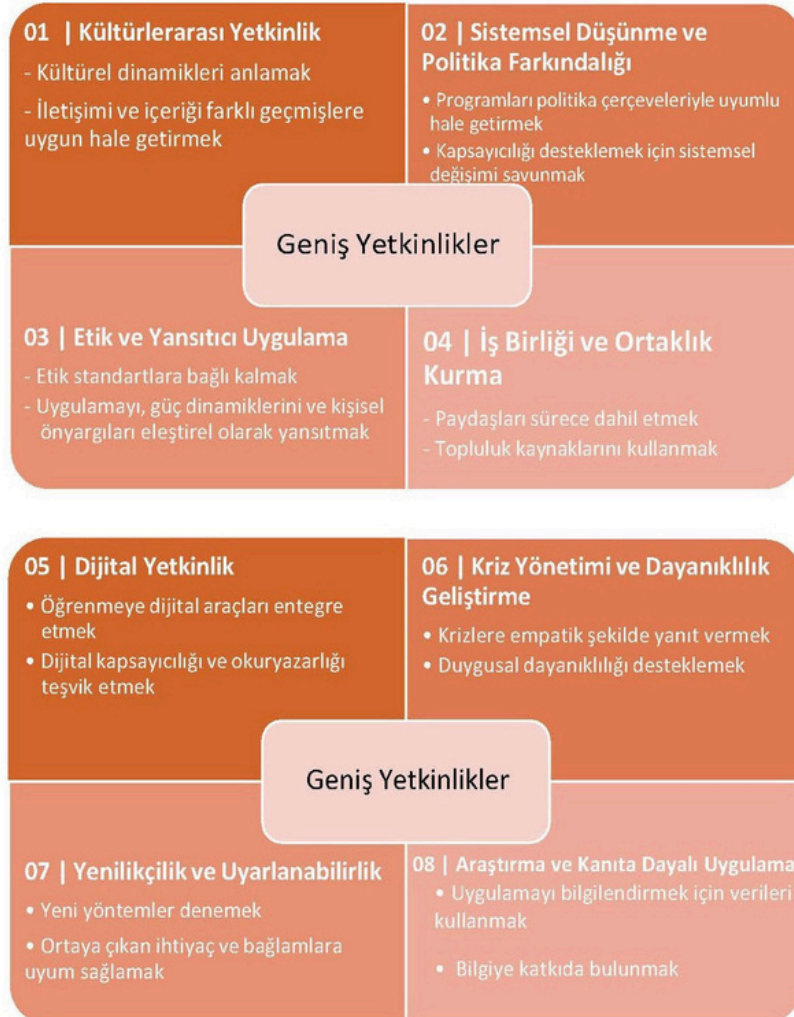 01 | Kültürlerarası Yetkinlik
- Kültürel dinamikleri anlamak
- İletişimi ve içeriği farklı geçmişlere
uygun hale getirmek
02 | Sistemsel Düşünme ve
Politika Farkındalığı
• Programları politika çerçeveleriyle uyumlu
hale getirmek
• Kapsayıcılığı desteklemek için sistemsel
değişimi savunmak
Geniş Yetkinlikler
03 | Etik ve Yansıtıcı Uygulama
- Etik standartlara bağlı kalmak
- Uygulamayı, güç dinamiklerini ve kişisel
önyargıları eleştirel olarak yansıtmak
04 | İş Birliği ve Ortaklık
Kurma
- Paydaşları sürece dahil etmek
- Topluluk kaynaklarını kullanmak
05 | Dijital Yetkinlik
• Öğrenmeye dijital araçları entegre
etmek
• Dijital kapsayıcılığı ve okuryazarlığı
teşvik etmek
06 | Kriz Yönetimi ve Dayanıklılık
Geliştirme
• Krizlere empatik şekilde yanıt vermek
• Duygusal dayanıklılığı desteklemek
Geniş Yetkinlikler
07 | Yenilikçilik ve Uyarlanabilirlik
• Yeni yöntemler denemek
• Ortaya çıkan ihtiyaç ve bağlamlara
uyum sağlamak
08 | Araştırma ve Kanıta Dayalı Uygulama
• Uygulamayı bilgilendirmek için verileri
kullanmak
• Bilgiye katkıda bulunmak